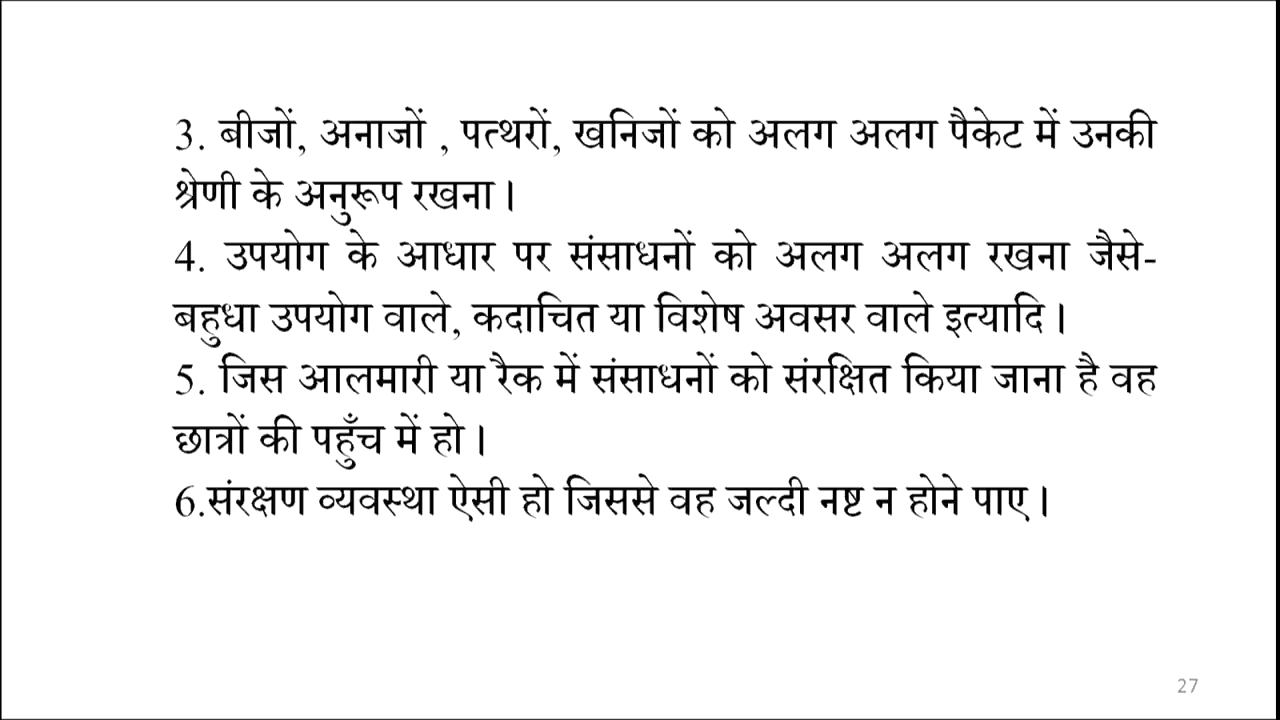 3. बीजों, अनाजों , पत्थरों, खनिजों को अलग अलग पैकेट में उनकी
श्रेणी के अनुरूप रखना।
4. उपयोग के आधार पर संसाधनों को अलग अलग रखना जैसे-
बहुधा उपयोग वाले, कदाचित या विशेष अवसर वाले इत्यादि।
5. जिस आलमारी या रैक में संसाधनों को संरक्षित किया जाना है वह
छात्रों की पहुँच में हो।
6.संरक्षण व्यवस्था ऐसी हो जिससे वह जल्दी नष्ट न होने पाए।
27